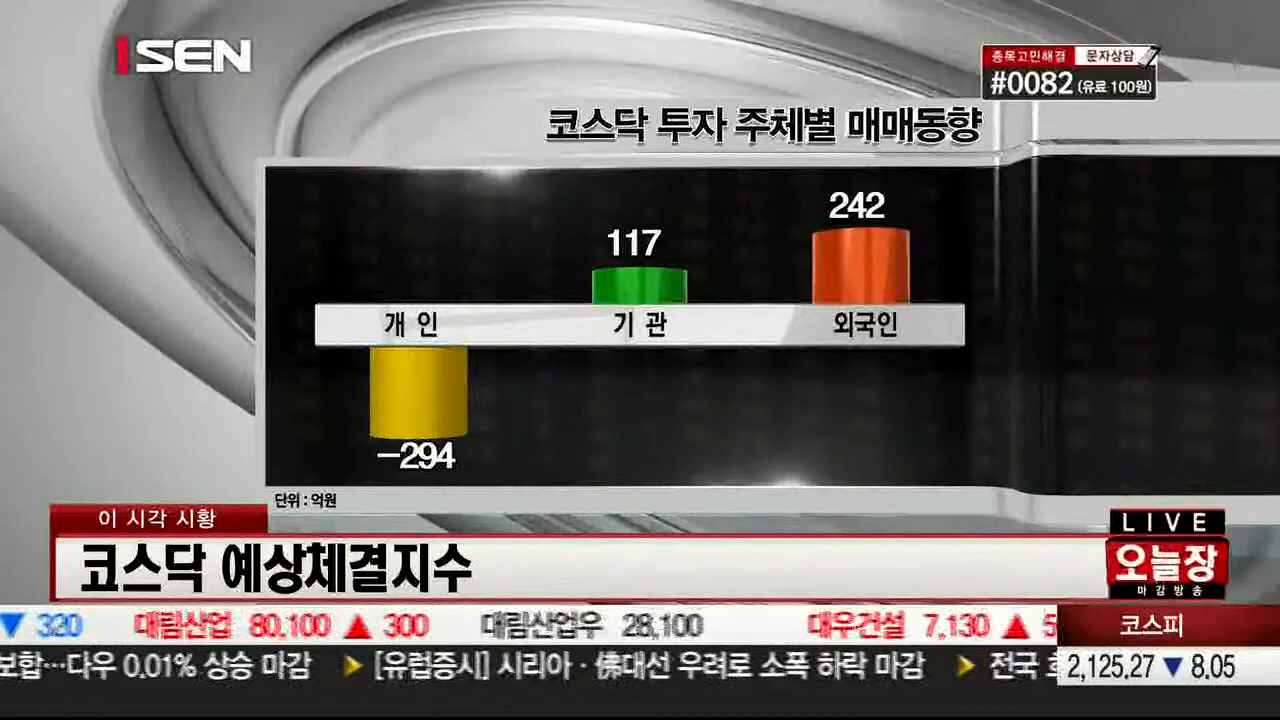 SEN
종목고민해결 문자상담
#0082 (유료 100원)
코스닥 투자 주체별 매매동향
242
117
개 인 기 관 외국인
-294
단위 : 억원
이 시각 시황
코스닥 예상체결지수
LIVE
오늘장
마감방송
▼ 320 대림산업 80,100 ▲ 300 대림산업우 28,100 대우건설 7,130 ▲ 5
코스피
보합…다우 0.01% 상승 마감 ▶ [유럽증시] 시리아·佛대선 우려로 소폭 하락 마감 ▶ 전국
2,125.27 ▼ 8.05